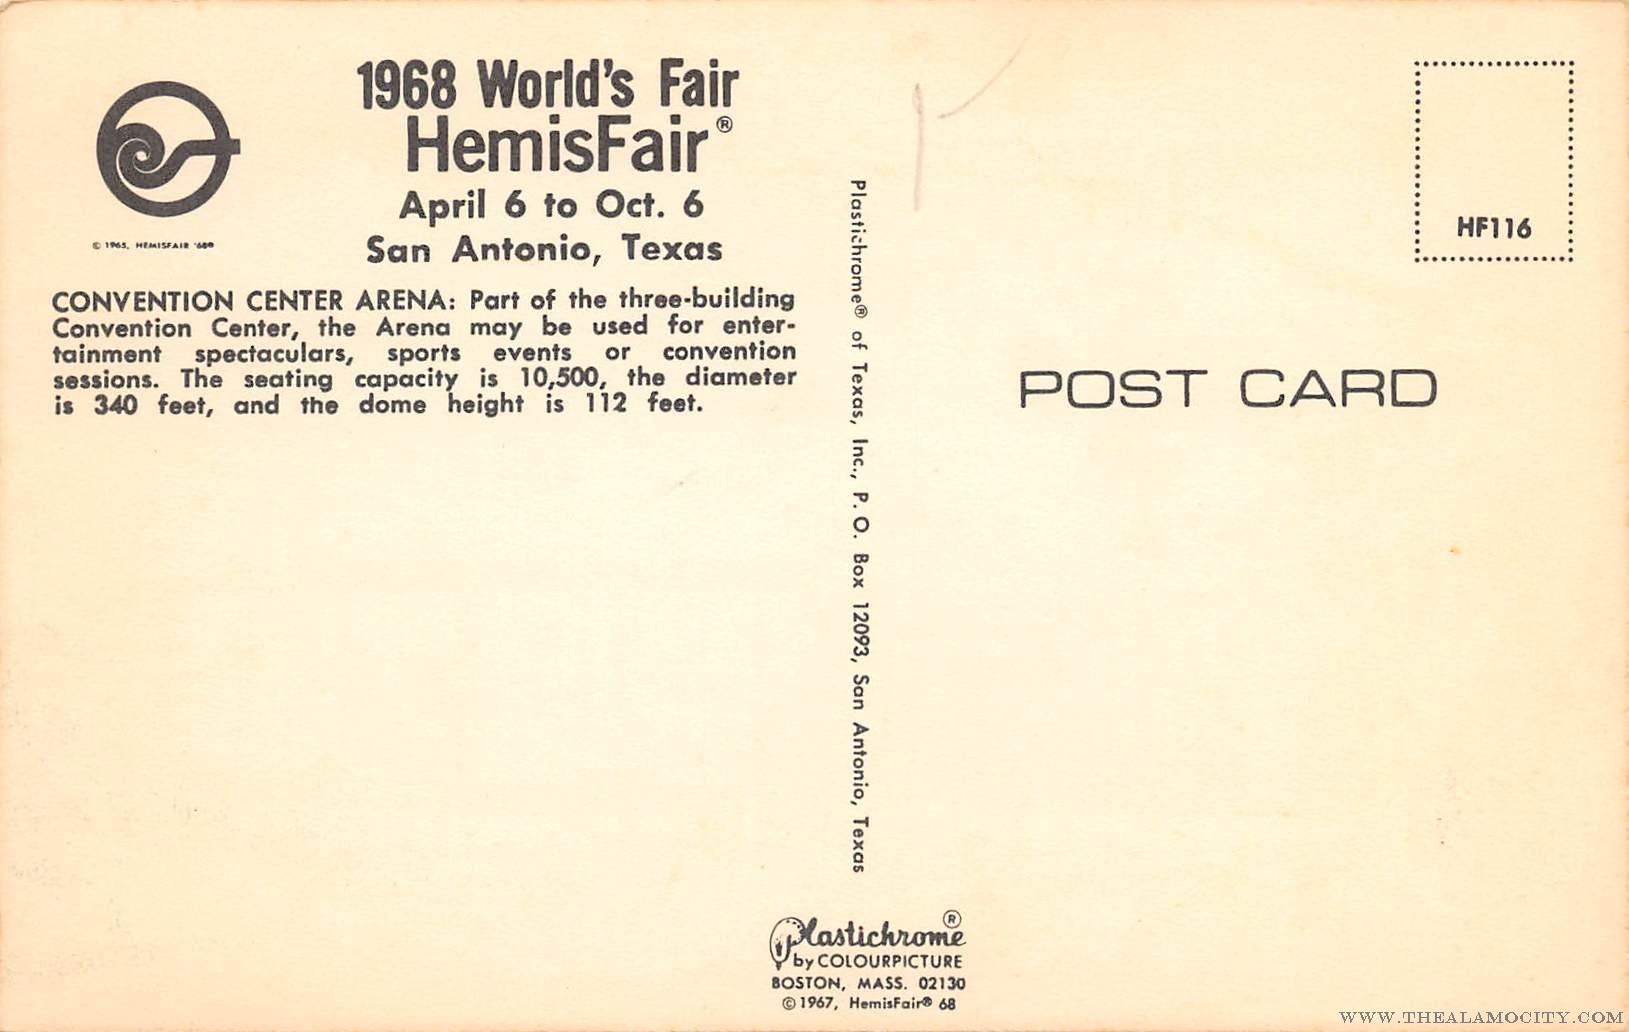 1968 World's Fair
HemisFair®
April 6 to Oct. 6
San Antonio, Texas
© 1965, HEMISFAIR '68®
CONVENTION CENTER ARENA: Part of the three-building
Convention Center, the Arena may be used for enter-
tainment spectaculars, sports events or convention
sessions. The seating capacity is 10,500, the diameter
is 340 feet, and the dome height is 112 feet.
Plastichrome® of Texas, Inc., P. O. Box 12093, San Antonio, Texas
HF116
POST CARD
Plastichrome®
by COLOURPICTURE
BOSTON, MASS. 02130
© 1967, HemisFair® 68
WWW.THEALAMOCITY.COM